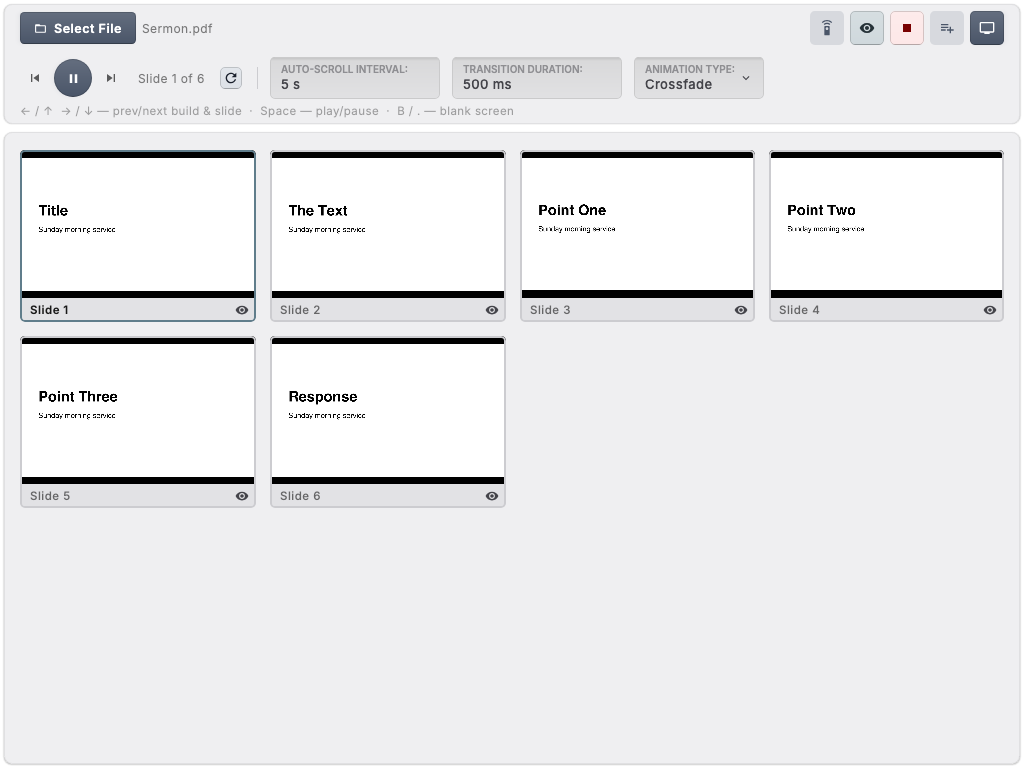 Select File Sermon.pdf
Slide 1 of 6
AUTO-SCROLL INTERVAL:
5 s
TRANSITION DURATION:
500 ms
ANIMATION TYPE:
Crossfade
← / ↑ → / ↓ — prev/next build & slide · Space — play/pause · B / . — blank screen
Title
Sunday morning service
Slide 1
The Text
Sunday morning service
Slide 2
Point One
Sunday morning service
Slide 3
Point Two
Sunday morning service
Slide 4
Point Three
Sunday morning service
Slide 5
Response
Sunday morning service
Slide 6